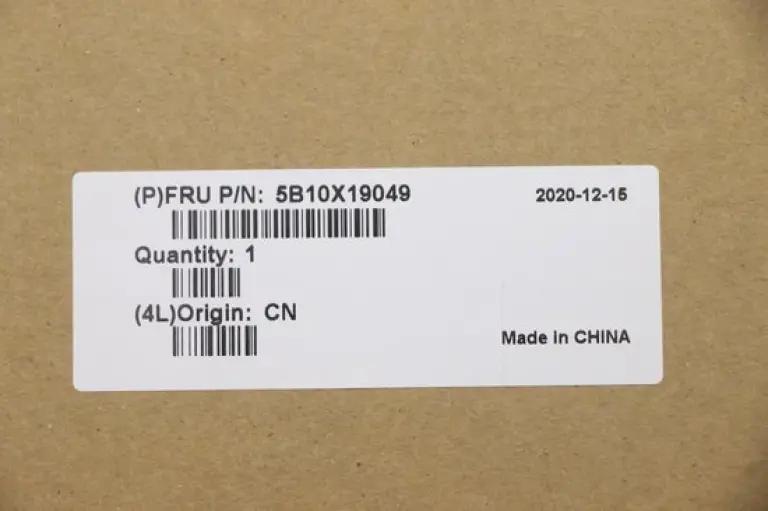 (P)FRU P/N: 5B10X19049
2020-12-15
Quantity: 1
(4L)Origin: CN
Made in CHINA